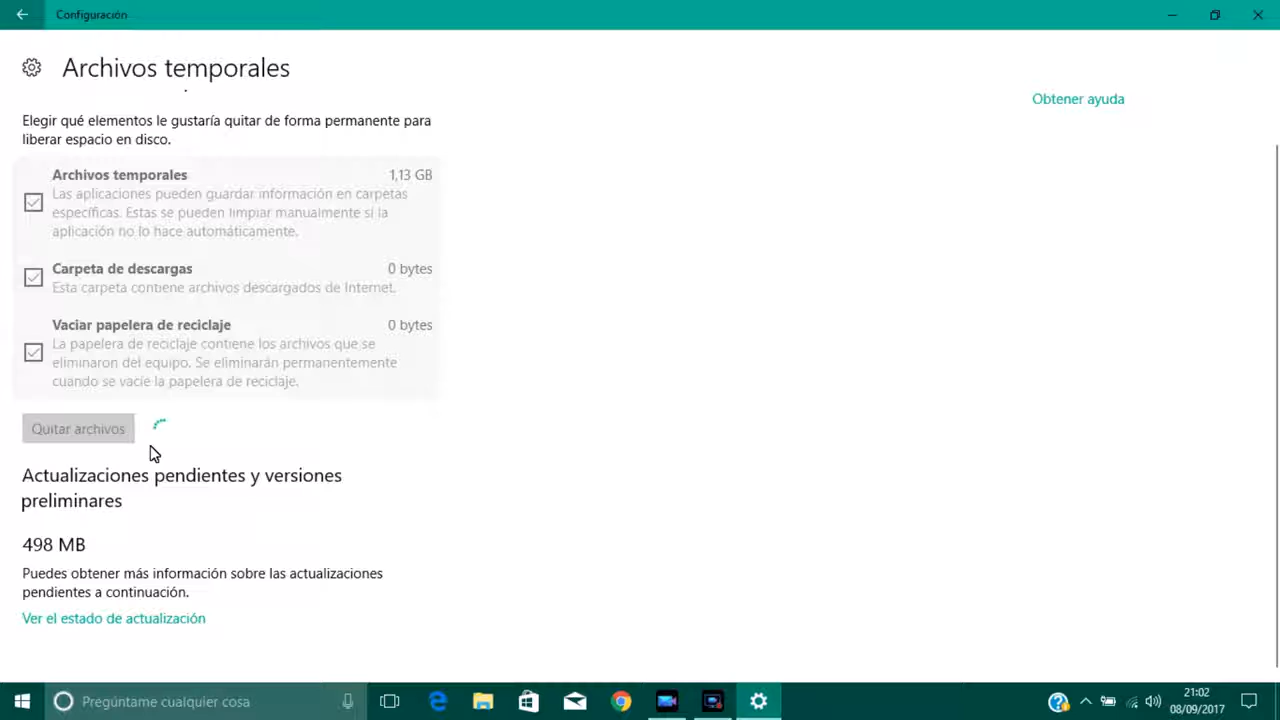 Configuración
Archivos temporales
Obtener ayuda
Elegir qué elementos le gustaría quitar de forma permanente para
liberar espacio en disco.
Archivos temporales 1,13 GB
Las aplicaciones pueden guardar información en carpetas
específicas. Estas se pueden limpiar manualmente si la
aplicación no lo hace automáticamente.
Carpeta de descargas 0 bytes
Esta carpeta contiene archivos descargados de Internet.
Vaciar papelera de reciclaje 0 bytes
La papelera de reciclaje contiene los archivos que se
eliminaron del equipo. Se eliminarán permanentemente
cuando se vacíe la papelera de reciclaje.
Quitar archivos
Actualizaciones pendientes y versiones
preliminares
498 MB
Puedes obtener más información sobre las actualizaciones
pendientes a continuación.
Ver el estado de actualización
Pregúntame cualquier cosa
21:02
08/09/2017